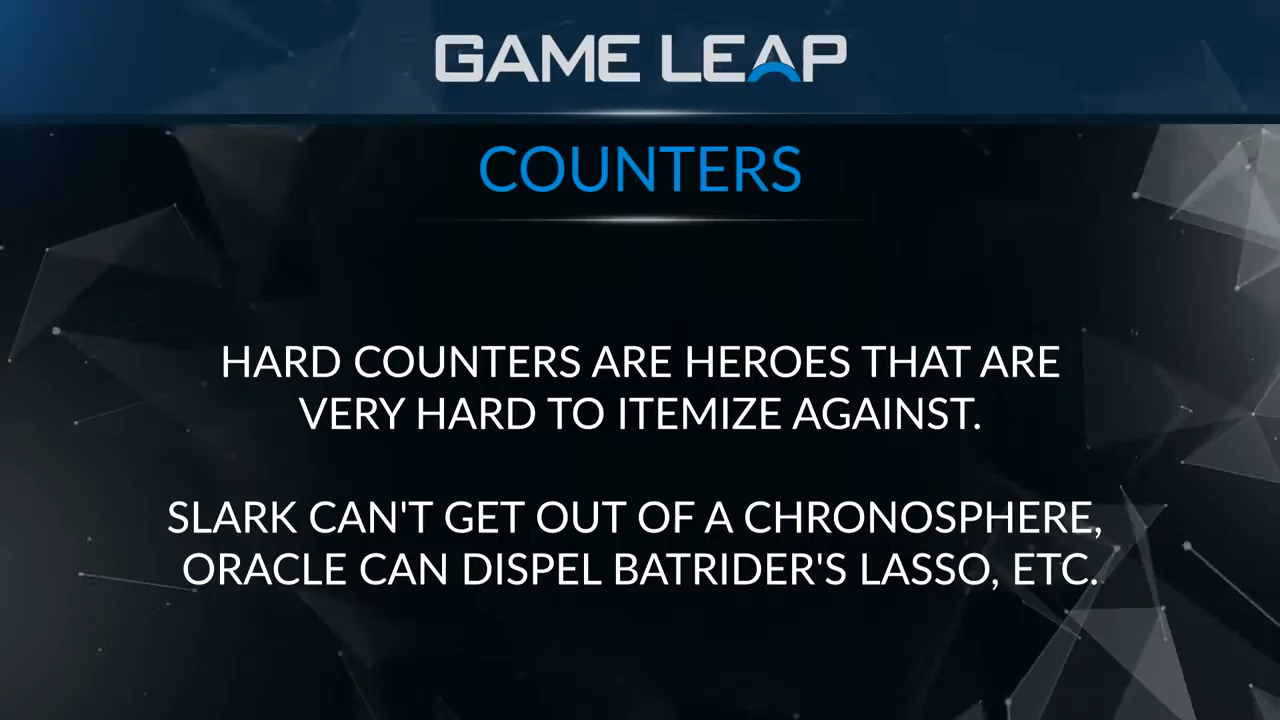 GAME LEAP
COUNTERS
HARD COUNTERS ARE HEROES THAT ARE
VERY HARD TO ITEMIZE AGAINST.
SLARK CAN'T GET OUT OF A CHRONOSPHERE,
ORACLE CAN DISPEL BATRIDER'S LASSO, ETC.